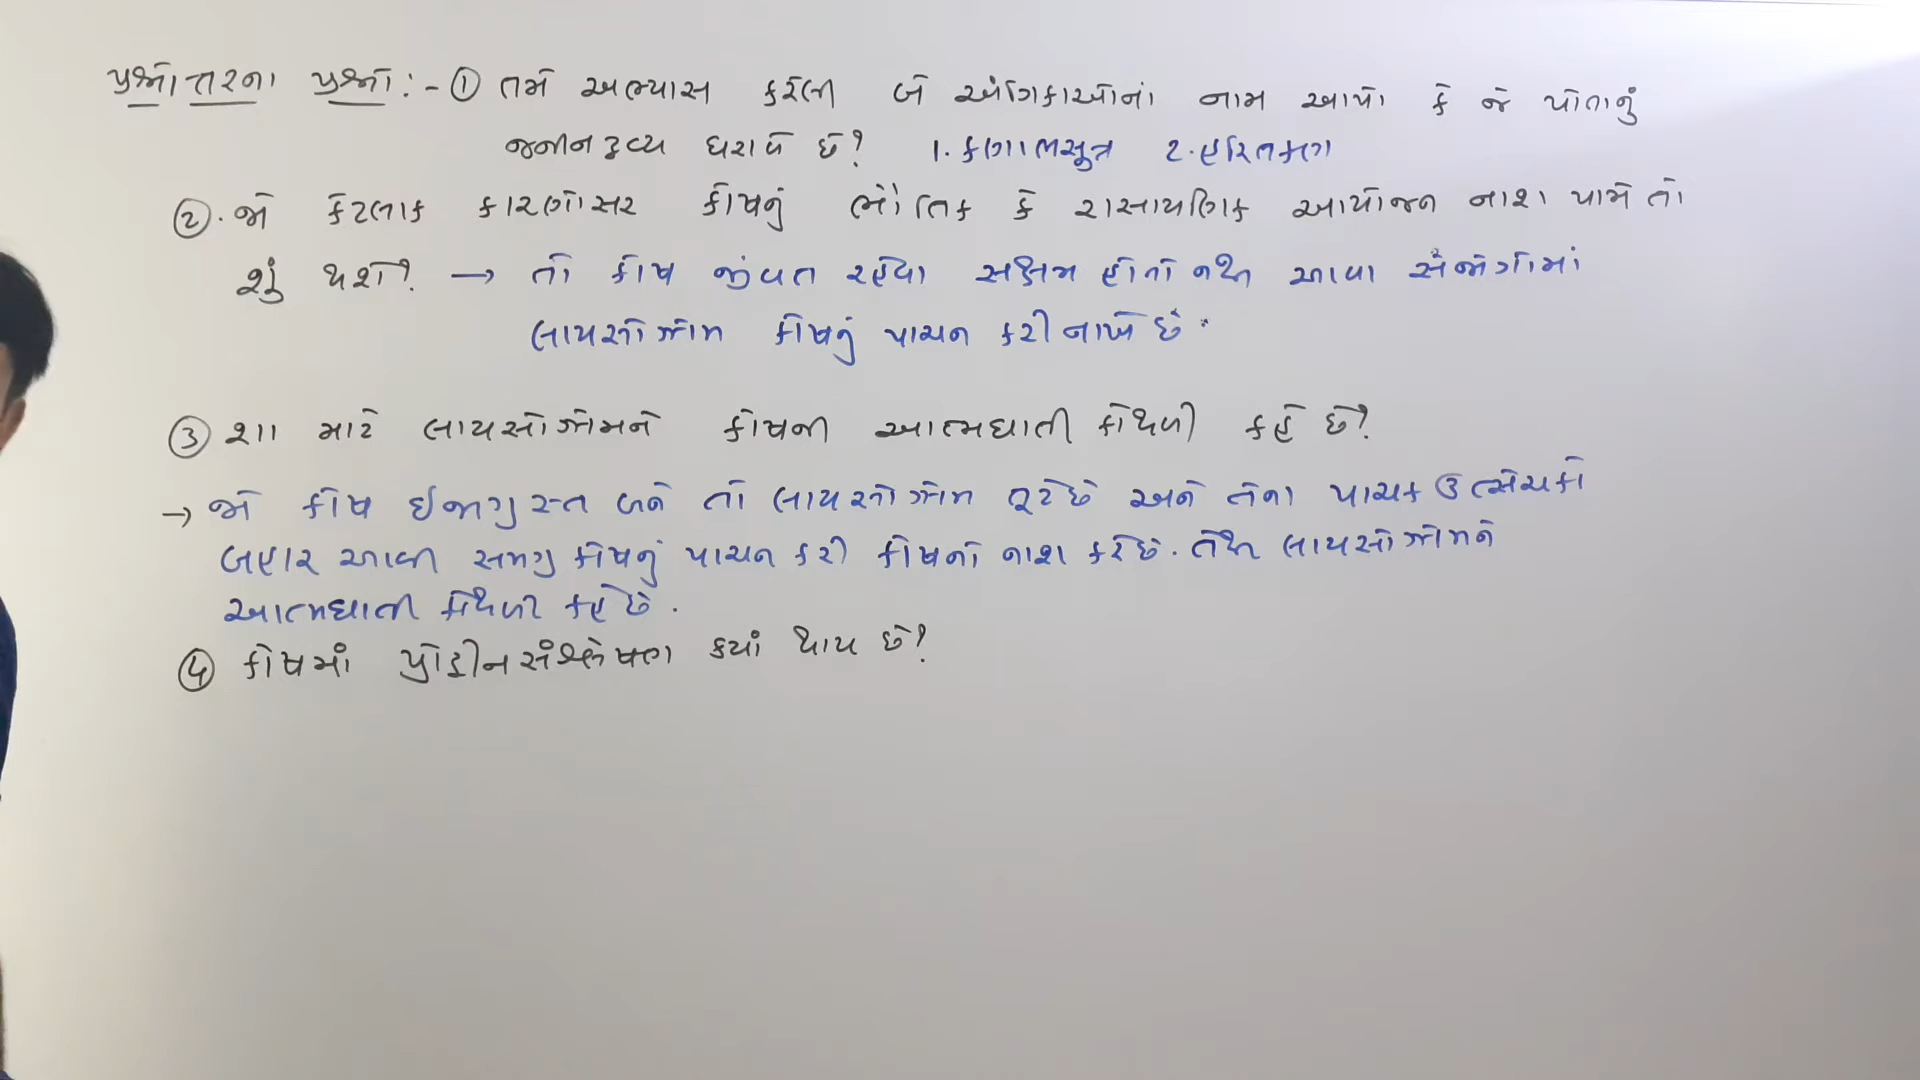 પ્રશ્નોત્તરના પ્રશ્નો :- ① તમે અભ્યાસ કરેલી બે અંગિકાઓનાં નામ આપો કે જે પોતાનું
જનીન દ્રવ્ય ધરાવે છે? 1. કણાભસૂત્ર 2. હરિતકણ
②. જો કેટલાક કારણોસર કોષનું ભૌતિક કે રાસાયણિક આયોજન નાશ પામે તો
શું થશે? → તો કોષ જીવંત રહેવા સક્ષમ હોતો નથી આવા સંજોગોમાં
લાયસોઝોમ કોષનું પાચન કરી નાખે છે.
③ શા માટે લાયસોઝોમને કોષની આત્મઘાતી કોથળી કહે છે?
→ જો કોષ ઈજાગ્રસ્ત બને તો લાયસોઝોમ તૂટે છે અને તેના પાચક ઉત્સેચકો
બહાર આવી સમગ્ર કોષનું પાચન કરી કોષનો નાશ કરે છે. તેથી લાયસોઝોમને
આત્મઘાતી કોથળી કહે છે.
④ કોષમાં પ્રોટીનસંશ્લેષણ ક્યાં થાય છે?